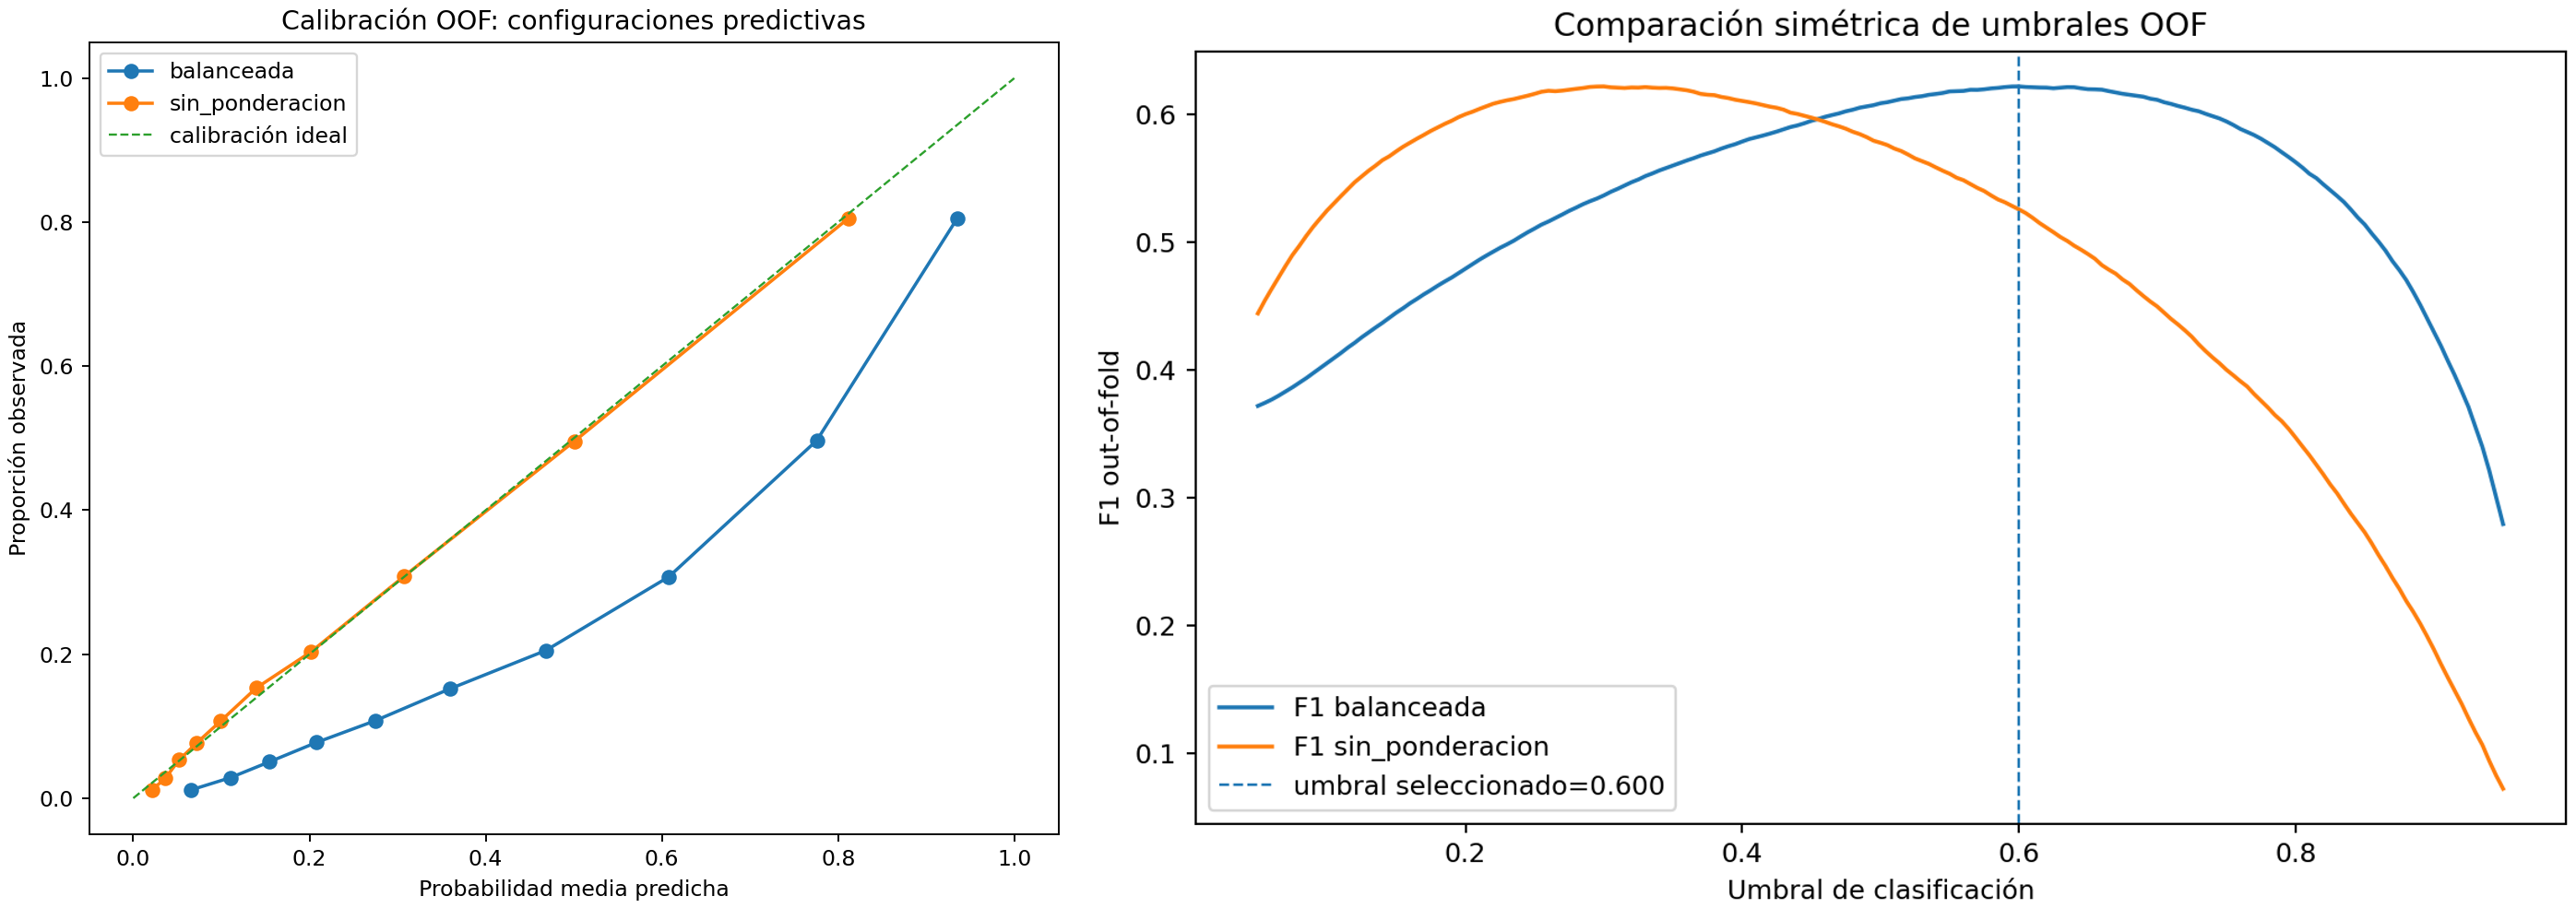 Calibración OOF: configuraciones predictivas
balanceada
sin_ponderacion
calibración ideal
1.0
0.8
0.6
0.4
0.2
0.0
Proporción observada
0.0 0.2 0.4 0.6 0.8 1.0
Probabilidad media predicha
Comparación simétrica de umbrales OOF
0.6
0.5
0.4
0.3
0.2
0.1
F1 out-of-fold
F1 balanceada
F1 sin_ponderacion
umbral seleccionado=0.600
0.2 0.4 0.6 0.8
Umbral de clasificación